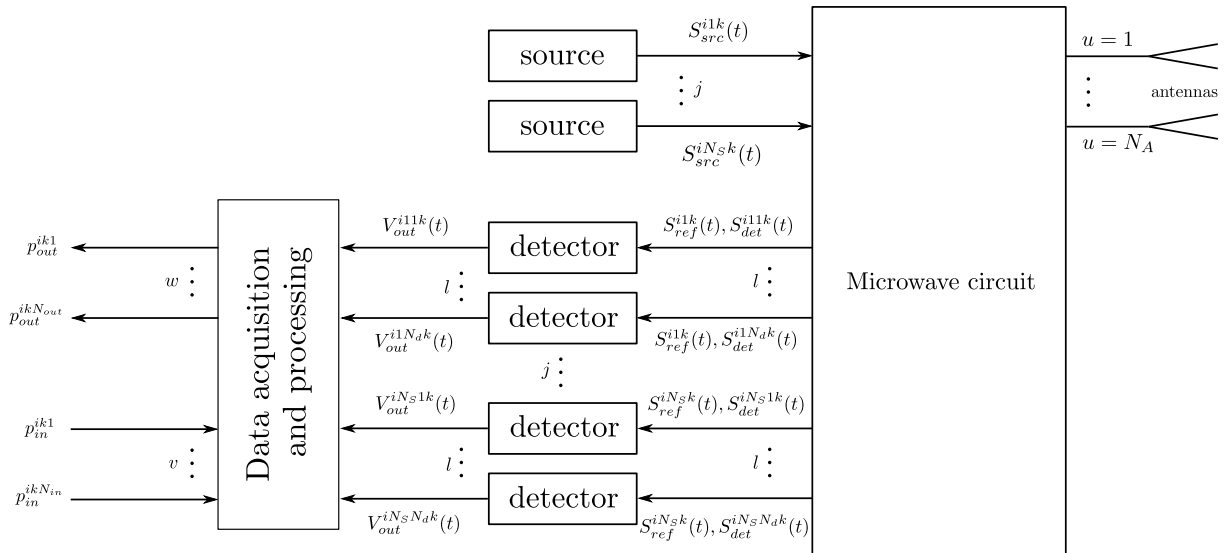 source
S_{src}^{i1k}(t)
j
source
S_{src}^{iN_Sk}(t)
u = 1
antennas
u = N_A
Microwave circuit
p_{out}^{ik1}
w
p_{out}^{ikN_{out}}
p_{in}^{ik1}
v
p_{in}^{ikN_{in}}
Data acquisition
and processing
V_{out}^{i11k}(t)
l
V_{out}^{i1N_dk}(t)
V_{out}^{iN_S1k}(t)
l
V_{out}^{iN_SN_dk}(t)
detector
detector
j
detector
detector
S_{ref}^{i1k}(t), S_{det}^{i11k}(t)
l
S_{ref}^{i1k}(t), S_{det}^{i1N_dk}(t)
S_{ref}^{iN_Sk}(t), S_{det}^{iN_S1k}(t)
l
S_{ref}^{iN_Sk}(t), S_{det}^{iN_SN_dk}(t)